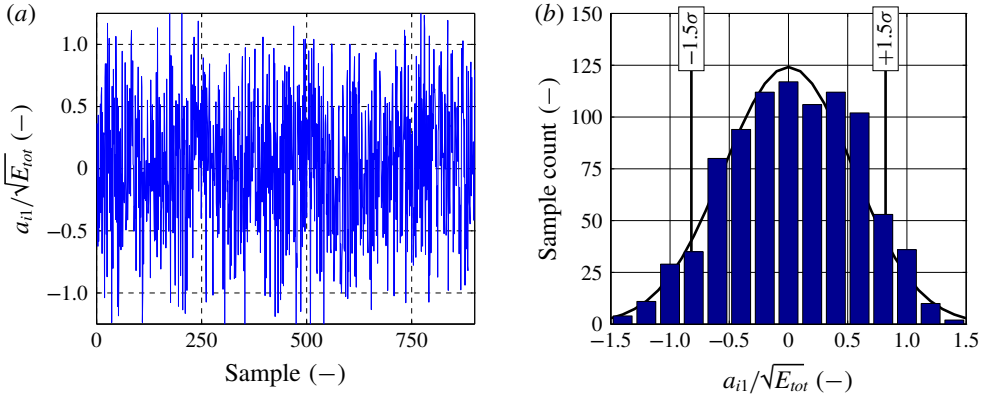 (a)
1.0
0.5
0
−0.5
−1.0
a_{i1}/√E_{tot} (−)
0
250
500
750
Sample (−)
(b)
150
125
100
75
50
25
0
Sample count (−)
−1.5σ
+1.5σ
−1.5
−1.0
−0.5
0
0.5
1.0
1.5
a_{i1}/√E_{tot} (−)